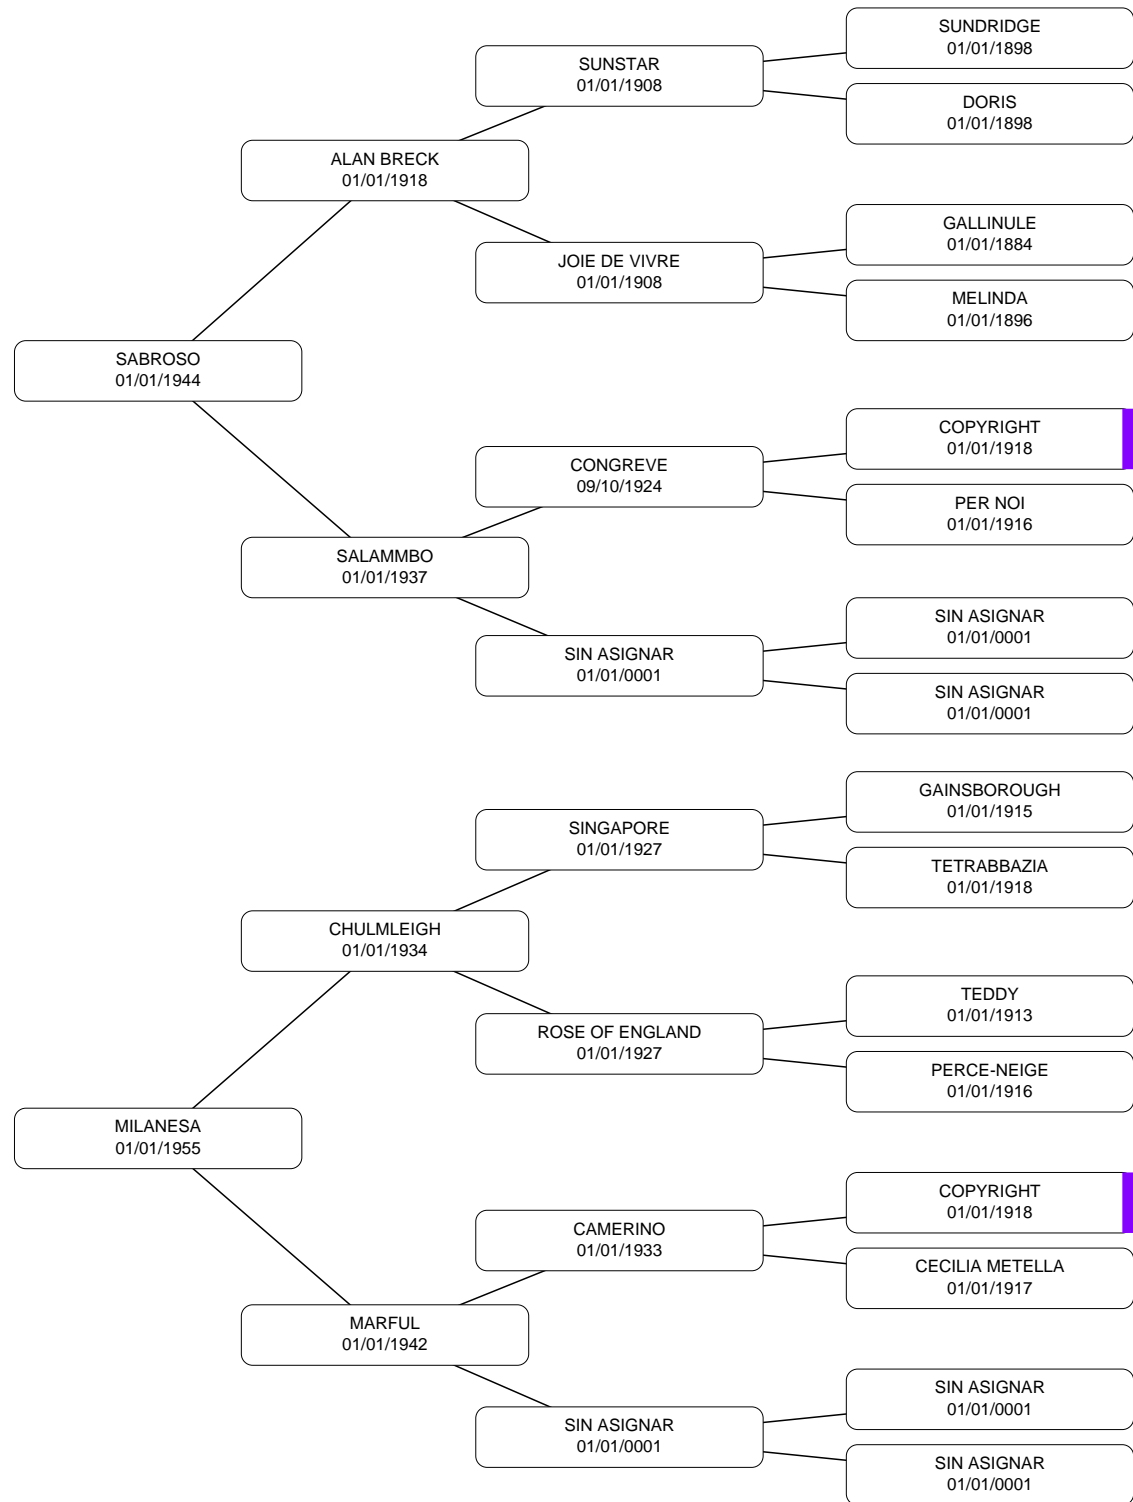 SUNDRIDGE
01/01/1898
SUNSTAR
01/01/1908
DORIS
01/01/1898
ALAN BRECK
01/01/1918
GALLINULE
01/01/1884
JOIE DE VIVRE
01/01/1908
MELINDA
01/01/1896
SABROSO
01/01/1944
COPYRIGHT
01/01/1918
CONGREVE
09/10/1924
PER NOI
01/01/1916
SALAMMBO
01/01/1937
SIN ASIGNAR
01/01/0001
SIN ASIGNAR
01/01/0001
SIN ASIGNAR
01/01/0001
GAINSBOROUGH
01/01/1915
SINGAPORE
01/01/1927
TETRABBAZIA
01/01/1918
CHULMLEIGH
01/01/1934
TEDDY
01/01/1913
ROSE OF ENGLAND
01/01/1927
PERCE-NEIGE
01/01/1916
MILANESA
01/01/1955
COPYRIGHT
01/01/1918
CAMERINO
01/01/1933
CECILIA METELLA
01/01/1917
MARFUL
01/01/1942
SIN ASIGNAR
01/01/0001
SIN ASIGNAR
01/01/0001
SIN ASIGNAR
01/01/0001